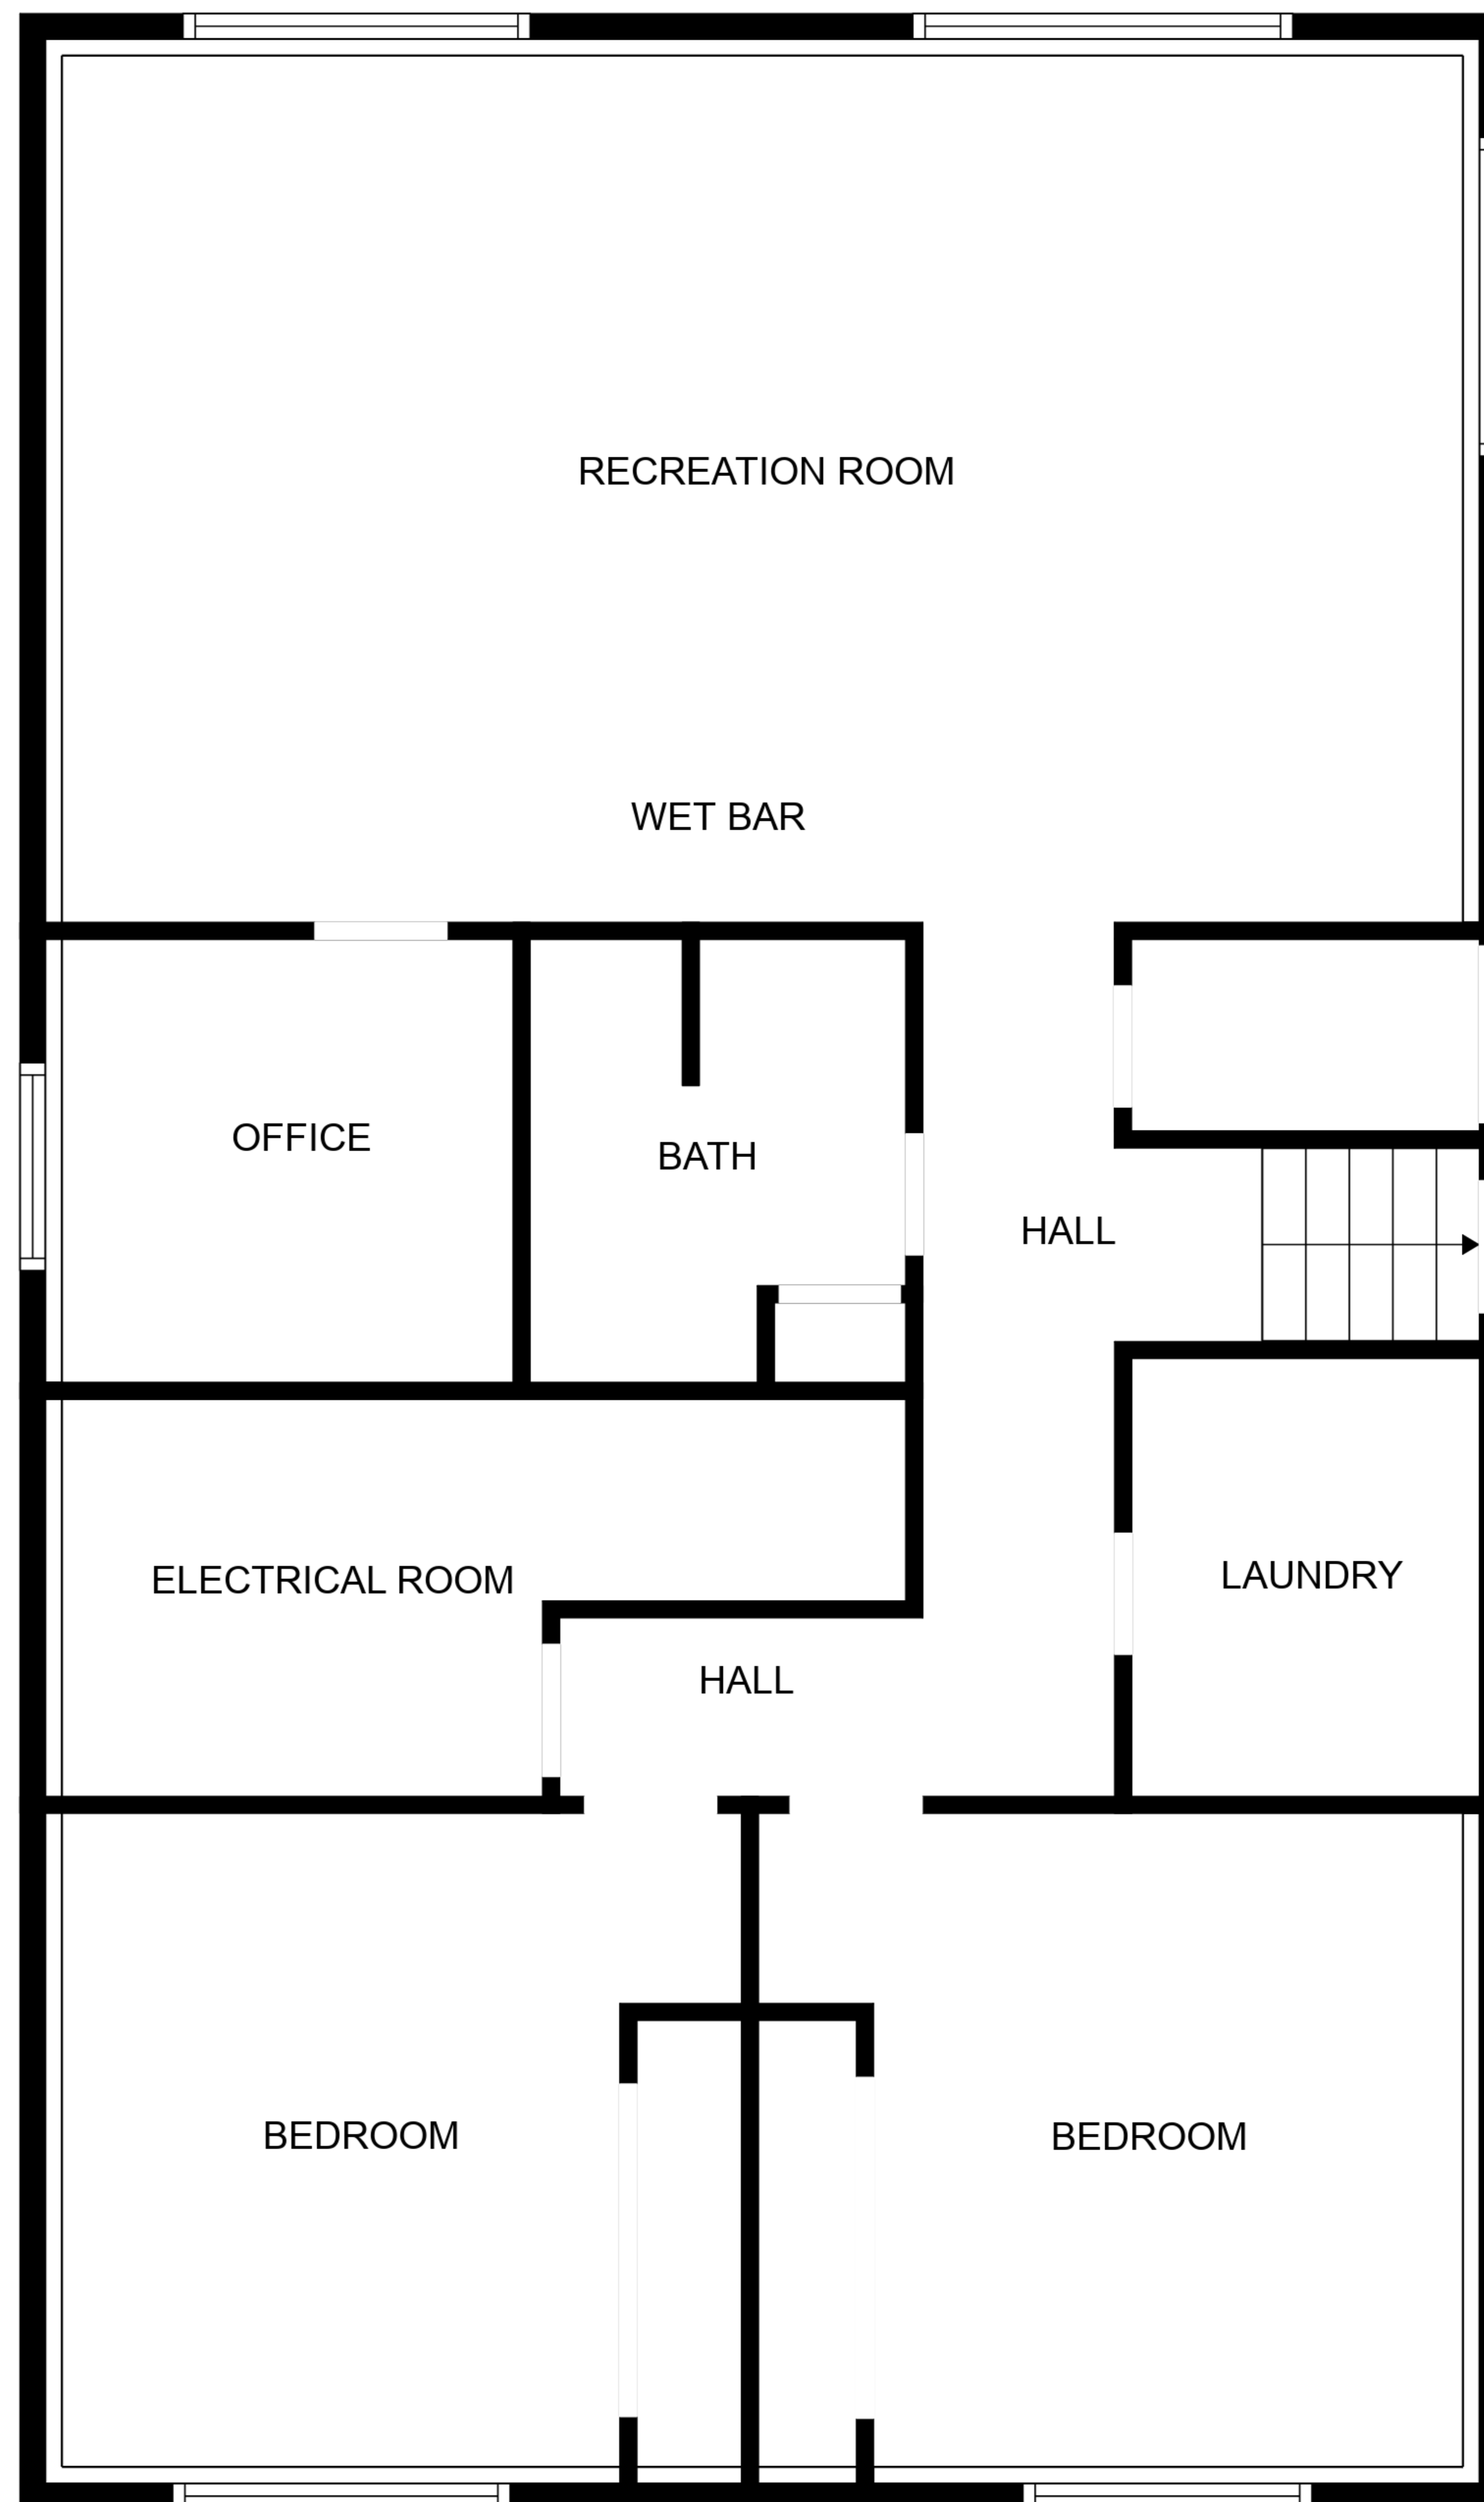 RECREATION ROOM
WET BAR
OFFICE
BATH
HALL
ELECTRICAL ROOM
LAUNDRY
HALL
BEDROOM
BEDROOM